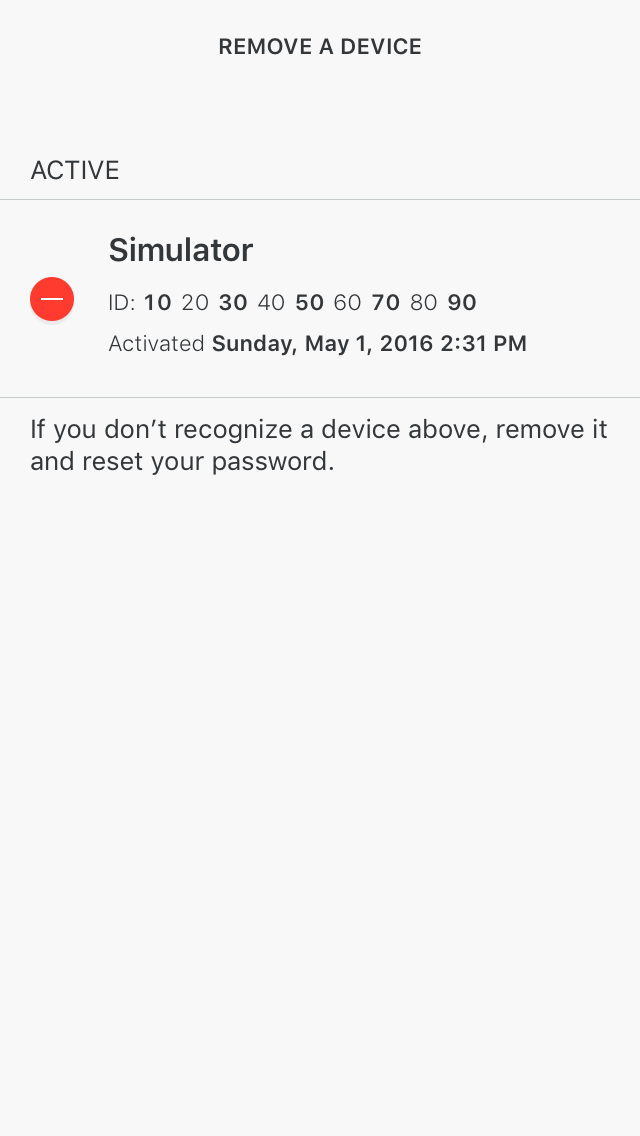 REMOVE A DEVICE
ACTIVE
Simulator
ID: 10 20 30 40 50 60 70 80 90
Activated Sunday, May 1, 2016 2:31 PM
If you don’t recognize a device above, remove it
and reset your password.